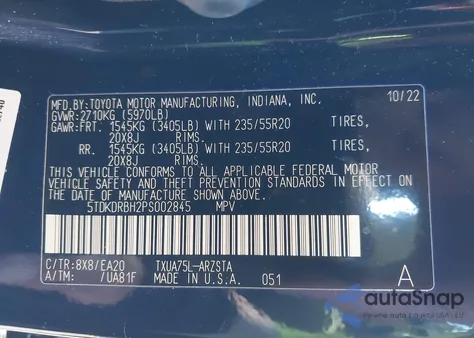 MFD.BY:TOYOTA MOTOR MANUFACTURING, INDIANA, INC. 10/22
GVWR:2710KG (5970LB)
GAWR:FRT. 1545KG (3405LB) WITH 235/55R20 TIRES,
20X8J RIMS.
RR. 1545KG (3405LB) WITH 235/55R20 TIRES,
20X8J RIMS.
THIS VEHICLE CONFORMS TO ALL APPLICABLE FEDERAL MOTOR
VEHICLE SAFETY AND THEFT PREVENTION STANDARDS IN EFFECT ON
THE DATE OF MANUFACTURE SHOWN ABOVE.
5TDKDRBH2PS002845 MPV
C/TR:8X8/EA20 TXUA75L-ARZSTA
A/TM: /UA81F MADE IN U.S.A. 051 A
autoSnap